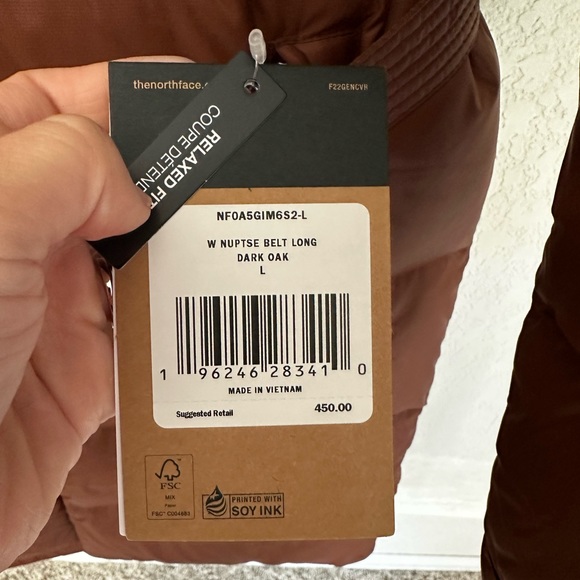 thenorthface.c
F22GENCVH
RELAXED FIT
COUPE DÉTEND
NF0A5GIM6S2-L
W NUPTSE BELT LONG
DARK OAK
L
1 96246 28341 0
MADE IN VIETNAM
Suggested Retail 450.00
FSC
MIX
PRINTED WITH
SOY INK